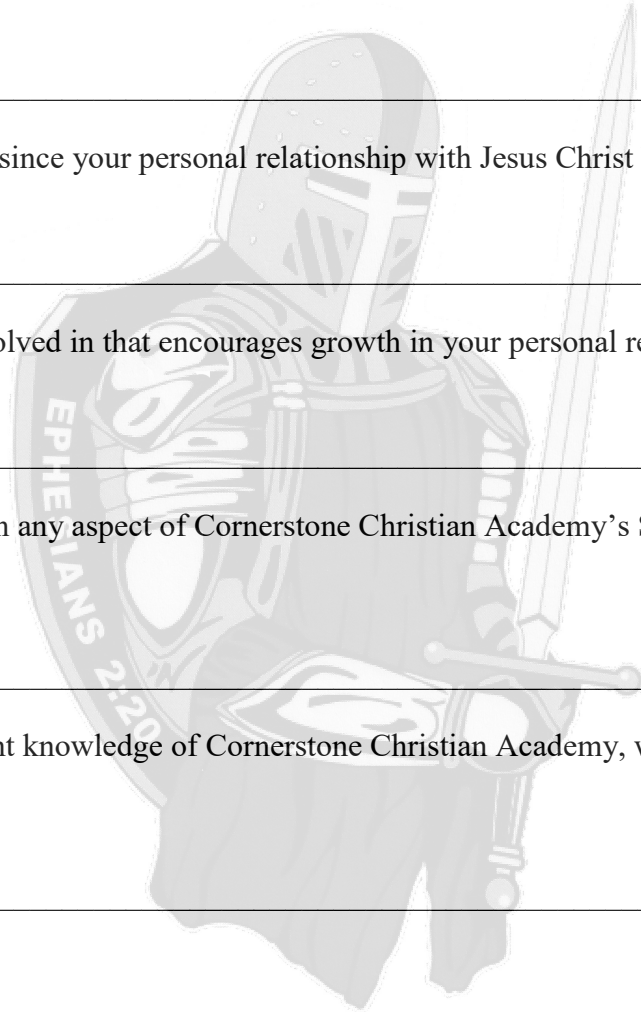 since your personal relationship with Jesus Christ
olved in that encourages growth in your personal re
EPHESIANS 2:20
n any aspect of Cornerstone Christian Academy’s S
nt knowledge of Cornerstone Christian Academy, w